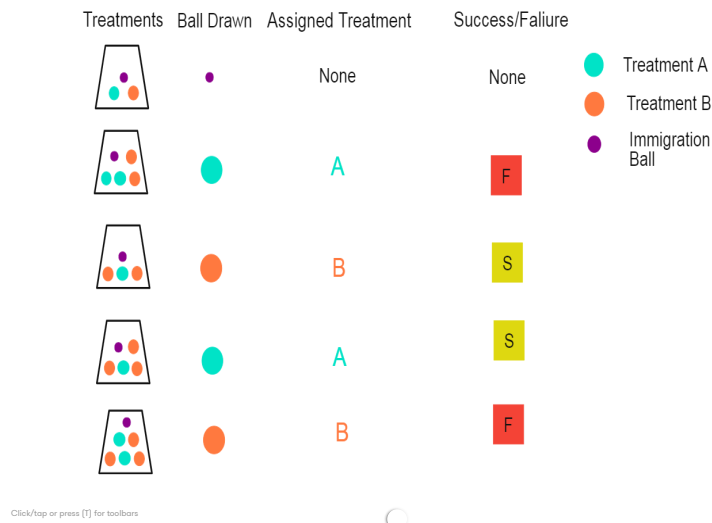 Treatments Ball Drawn Assigned Treatment Success/Faliure
None None
Treatment A
Treatment B
Immigration
Ball
A F
B S
A S
B F
Click/tap or press [T] for toolbars